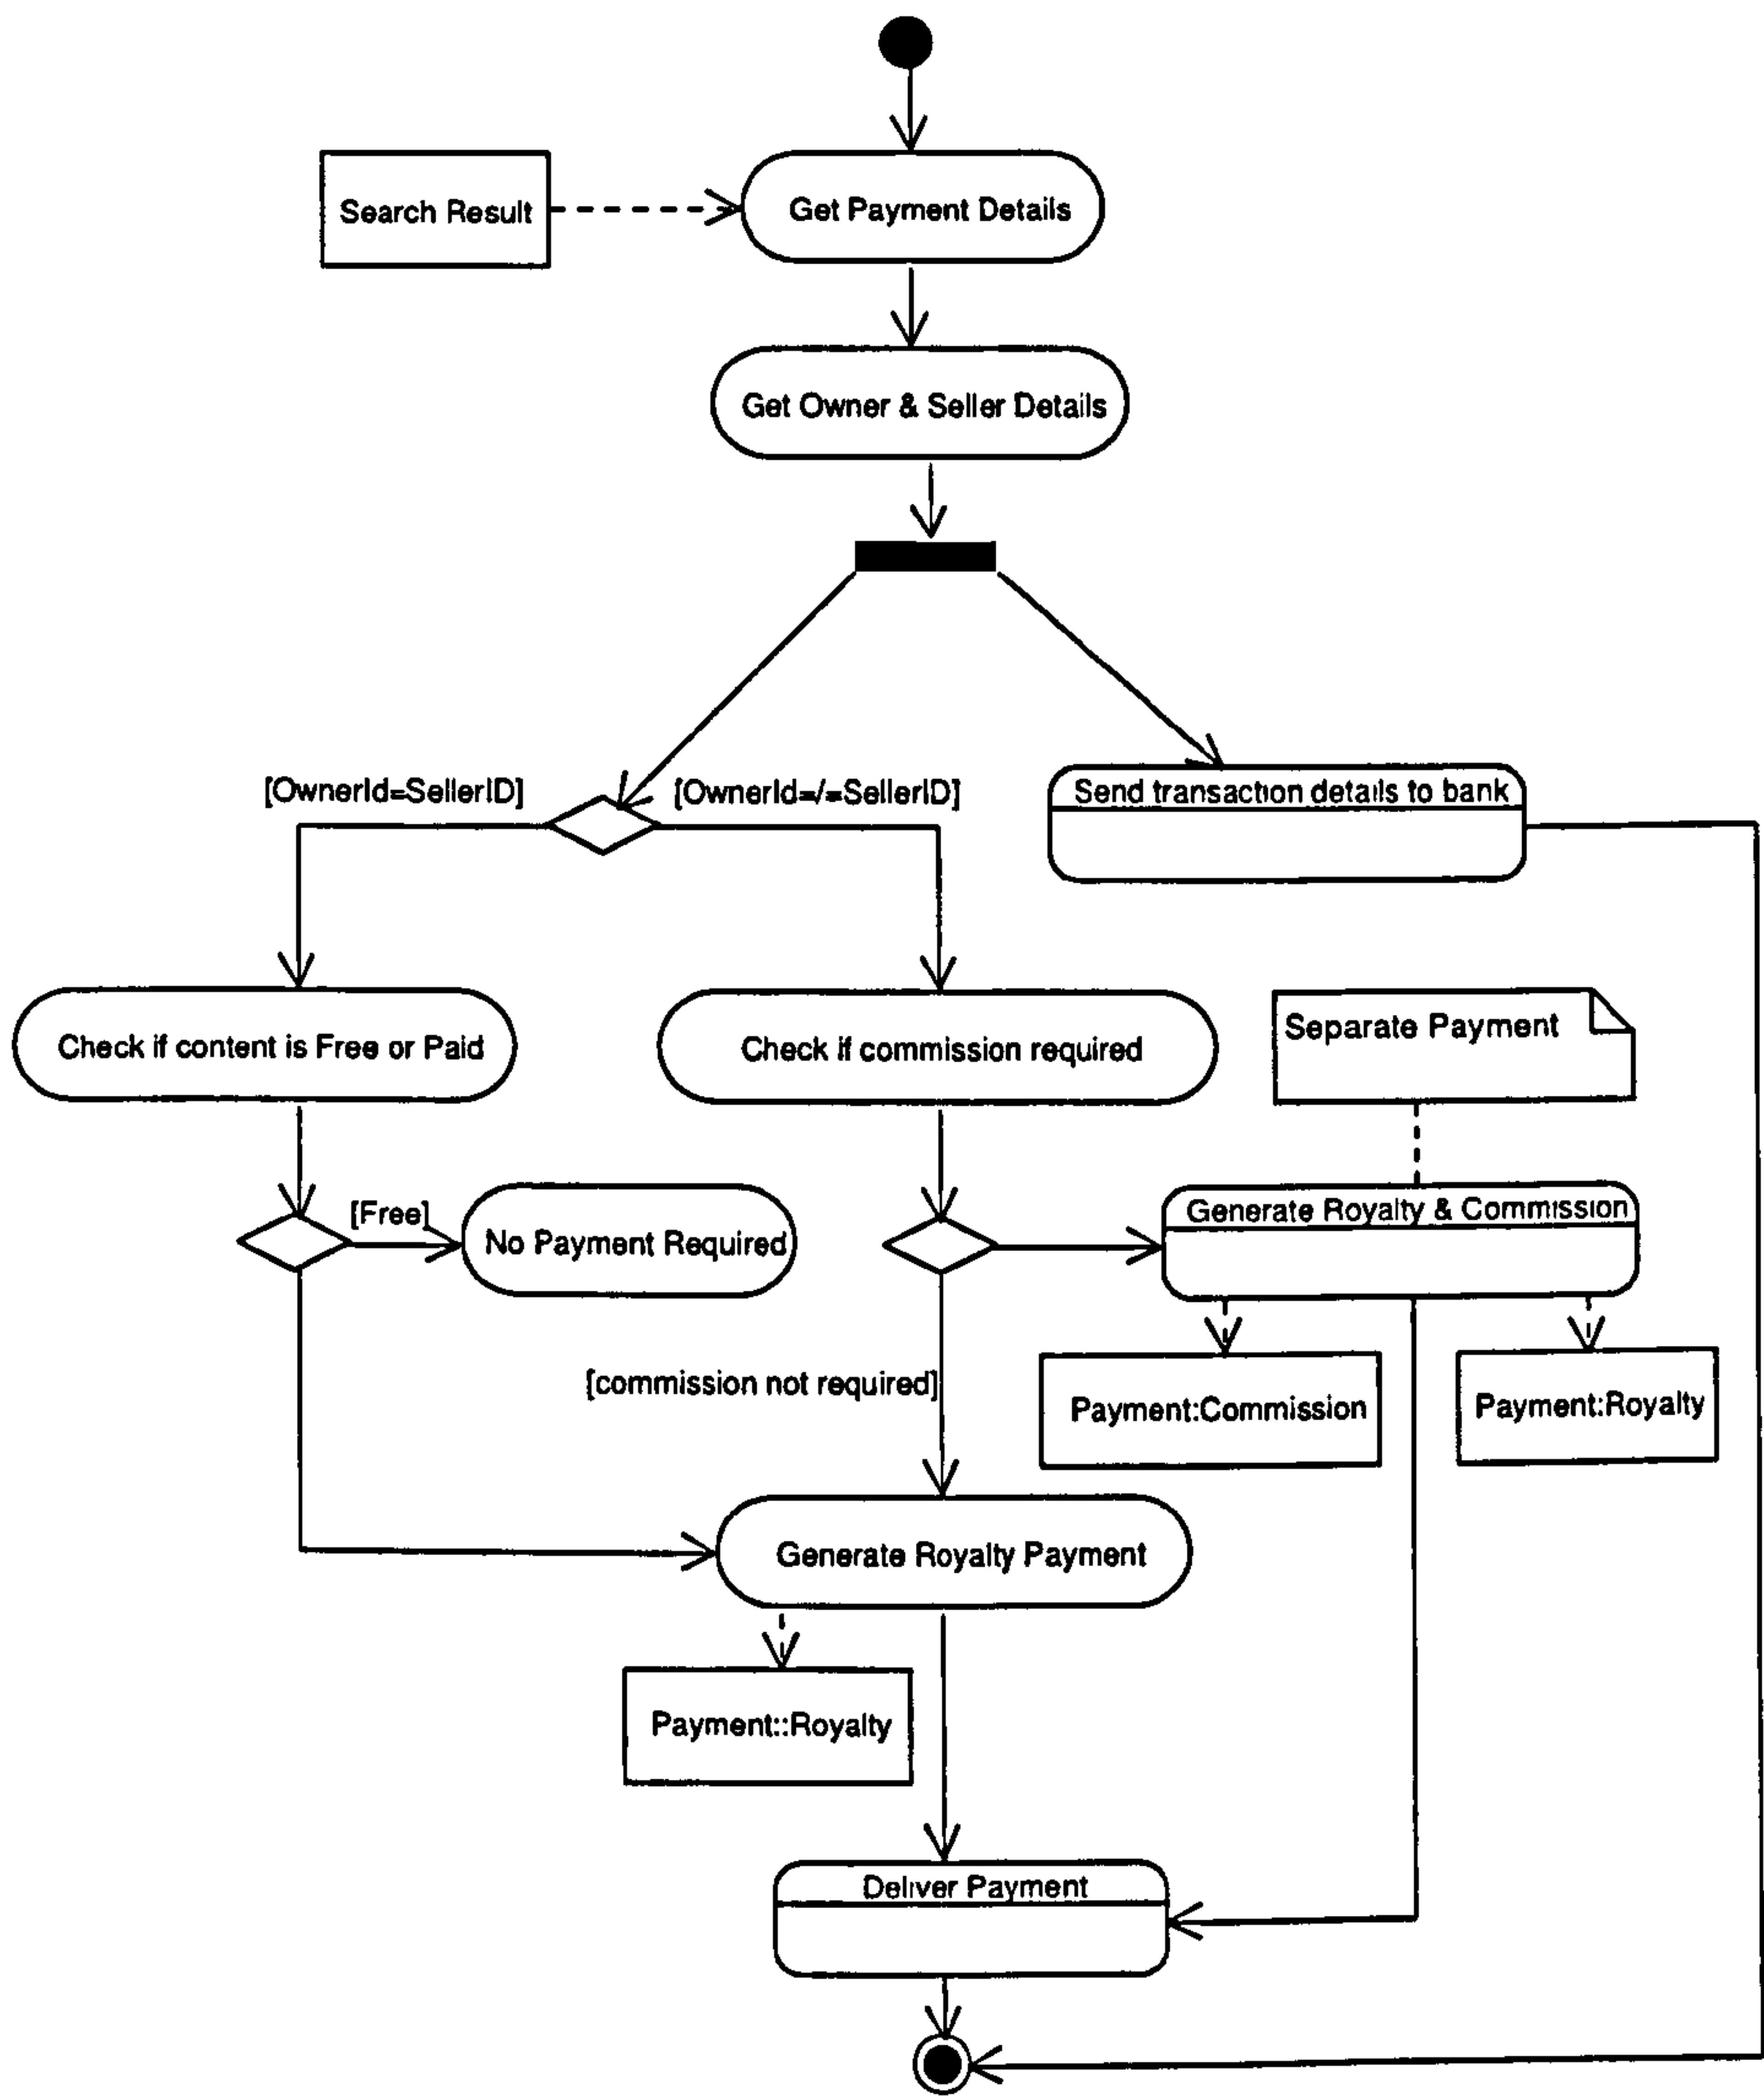 Search Result
Get Payment Details
Get Owner & Seller Details
[OwnerId=SellerID]
[OwnerId=/=SellerID]
Send transaction details to bank
Check if content is Free or Paid
Check if commission required
Separate Payment
[Free]
No Payment Required
Generate Royalty & Commission
[commission not required]
Payment:Commission
Payment:Royalty
Generate Royalty Payment
Payment::Royalty
Deliver Payment